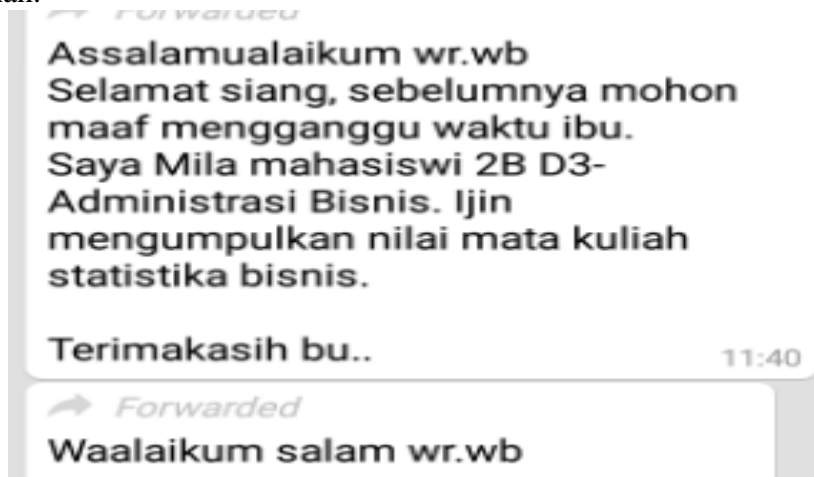 Forwarded
Assalamualaikum wr.wb
Selamat siang, sebelumnya mohon
maaf mengganggu waktu ibu.
Saya Mila mahasiswi 2B D3-
Administrasi Bisnis. Ijin
mengumpulkan nilai mata kuliah
statistika bisnis.
Terimakasih bu..
11:40
Forwarded
Waalaikum salam wr.wb